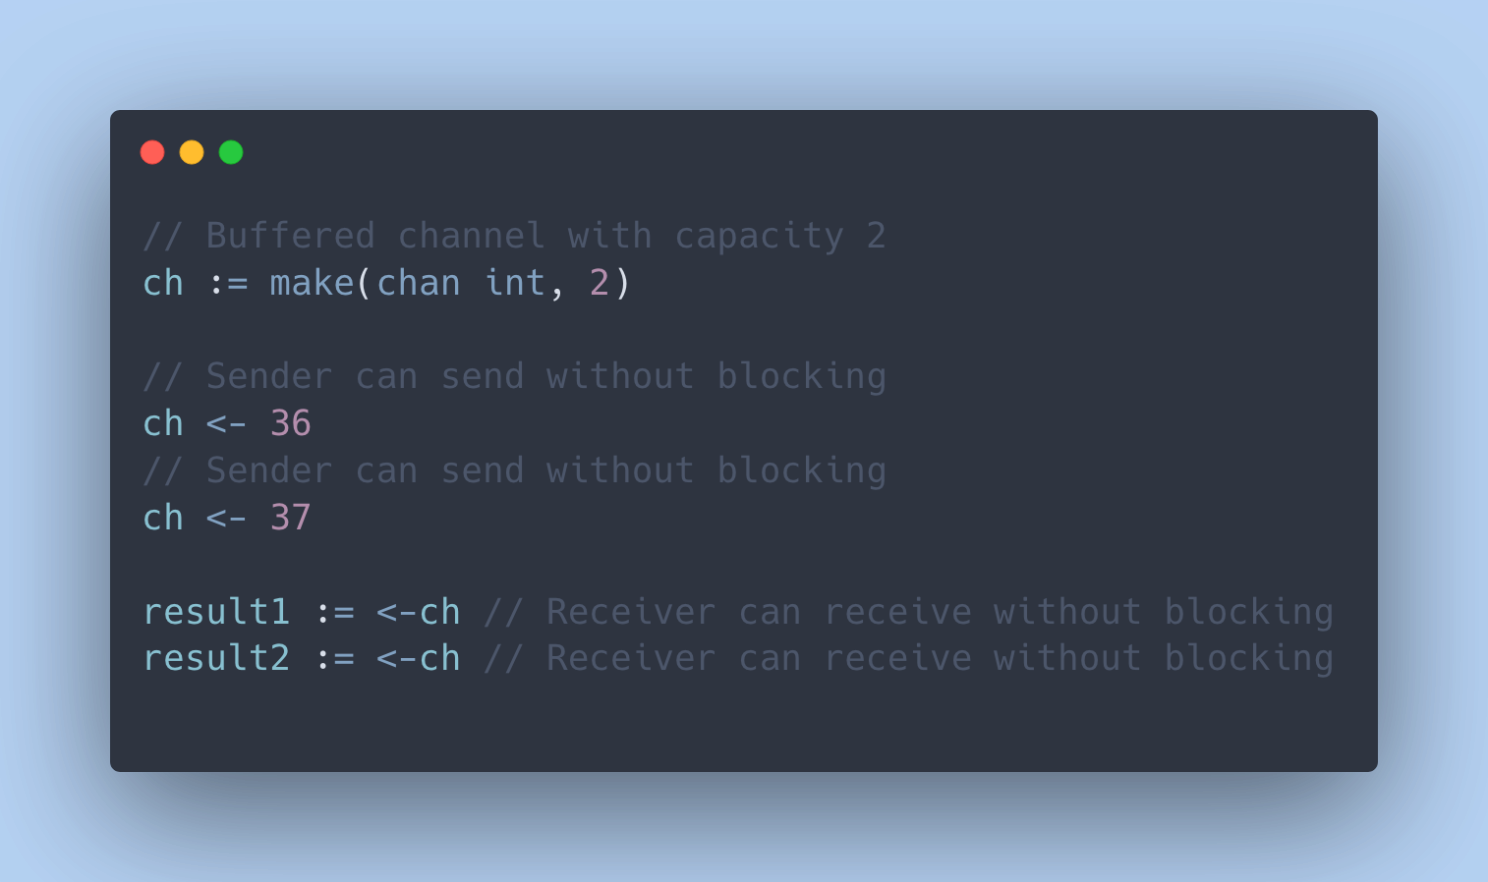 // Buffered channel with capacity 2
ch := make(chan int, 2)
// Sender can send without blocking
ch <- 36
// Sender can send without blocking
ch <- 37
result1 := <-ch // Receiver can receive without blocking
result2 := <-ch // Receiver can receive without blocking